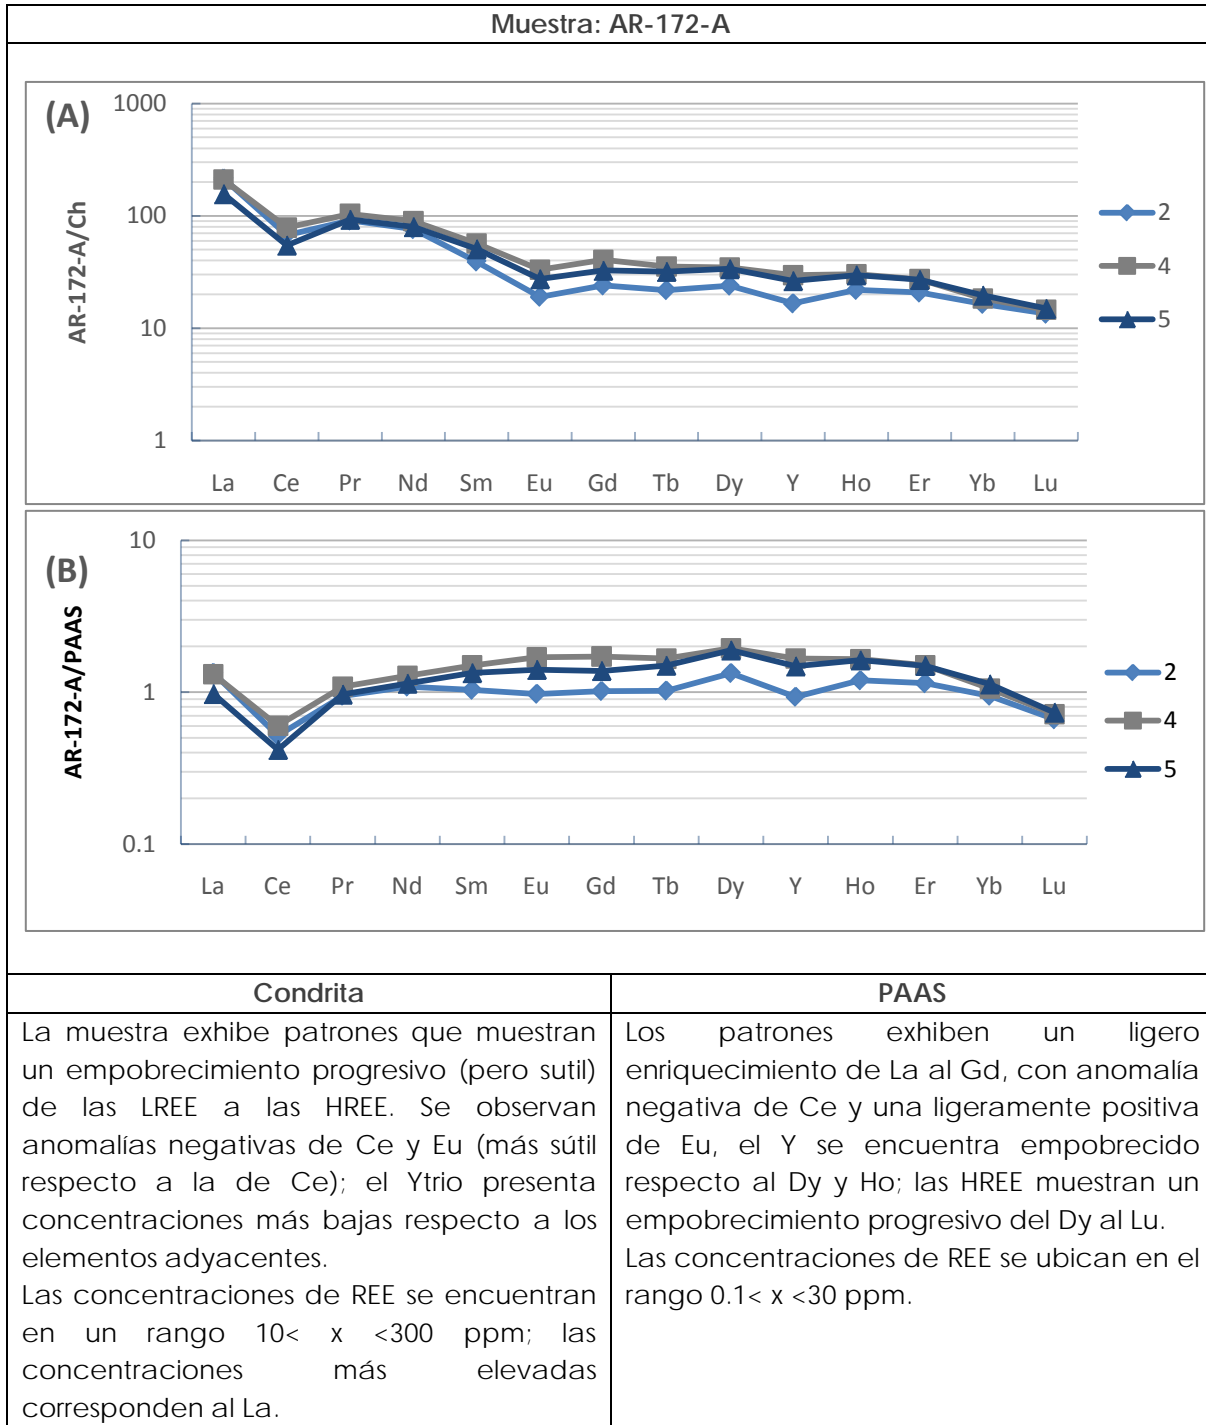 Muestra: AR-172-A
(A)
AR-172-A/Ch
1000
100
10
1
La Ce Pr Nd Sm Eu Gd Tb Dy Y Ho Er Yb Lu
2
4
5
(B)
AR-172-A/PAAS
10
1
0.1
La Ce Pr Nd Sm Eu Gd Tb Dy Y Ho Er Yb Lu
2
4
5
Condrita
La muestra exhibe patrones que muestran
un empobrecimiento progresivo (pero sutil)
de las LREE a las HREE. Se observan
anomalías negativas de Ce y Eu (más sútil
respecto a la de Ce); el Ytrio presenta
concentraciones más bajas respecto a los
elementos adyacentes.
Las concentraciones de REE se encuentran
en un rango 10< x <300 ppm; las
concentraciones más elevadas
corresponden al La.
PAAS
Los patrones exhiben un ligero
enriquecimiento de La al Gd, con anomalía
negativa de Ce y una ligeramente positiva
de Eu, el Y se encuentra empobrecido
respecto al Dy y Ho; las HREE muestran un
empobrecimiento progresivo del Dy al Lu.
Las concentraciones de REE se ubican en el
rango 0.1< x <30 ppm.